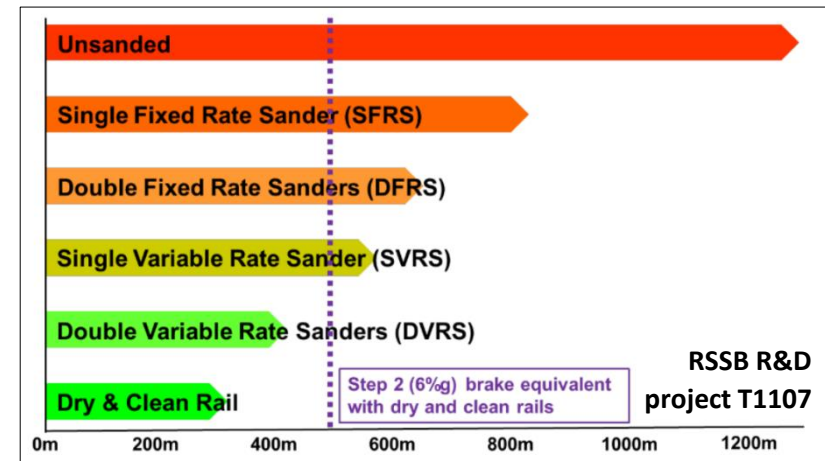 Unsanded
Single Fixed Rate Sander (SFRS)
Double Fixed Rate Sanders (DFRS)
Single Variable Rate Sander (SVRS)
Double Variable Rate Sanders (DVRS)
Dry & Clean Rail
Step 2 (6%g) brake equivalent
with dry and clean rails
RSSB R&D
project T1107
0m 200m 400m 600m 800m 1000m 1200m